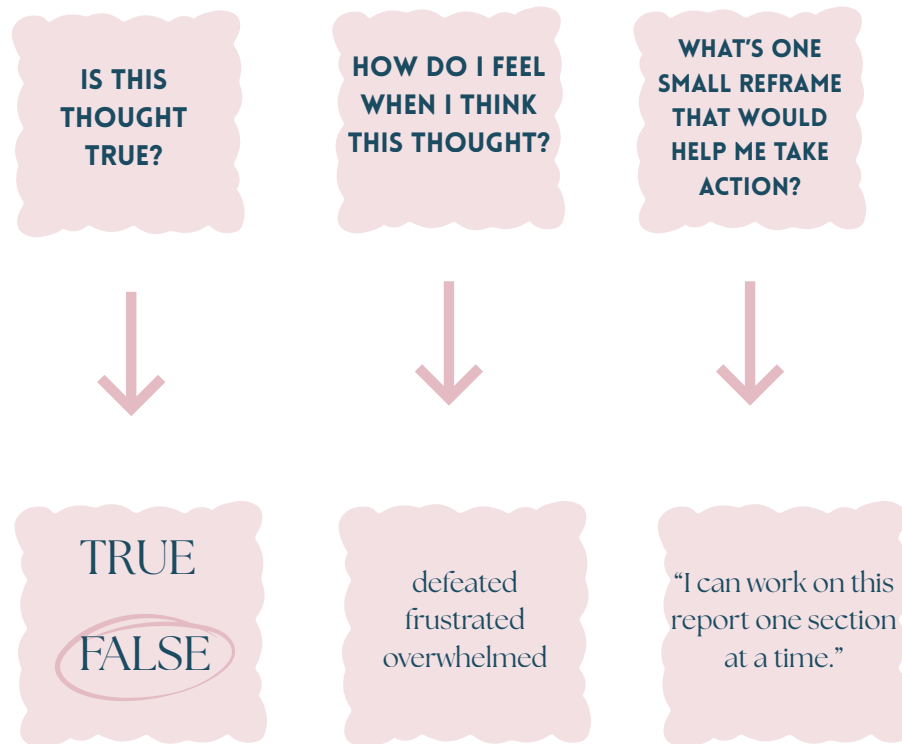 IS THIS
THOUGHT
TRUE?
HOW DO I FEEL
WHEN I THINK
THIS THOUGHT?
WHAT'S ONE
SMALL REFRAME
THAT WOULD
HELP ME TAKE
ACTION?
TRUE
FALSE
defeated
frustrated
overwhelmed
“I can work on this
report one section
at a time.”